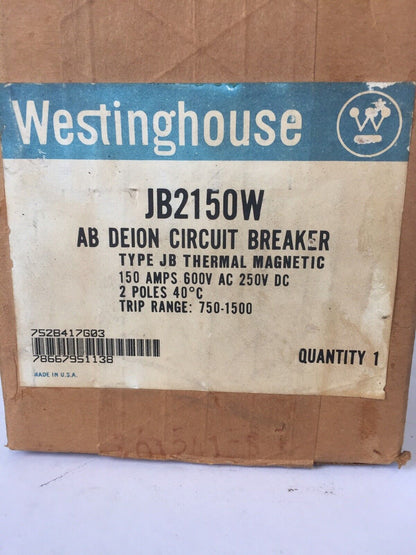 Westinghouse
W
JB2150W
AB DEION CIRCUIT BREAKER
TYPE JB THERMAL MAGNETIC
150 AMPS 600V AC 250V DC
2 POLES 40°C
TRIP RANGE: 750-1500
752B417G03
78667951138
QUANTITY 1
MADE IN U.S.A.